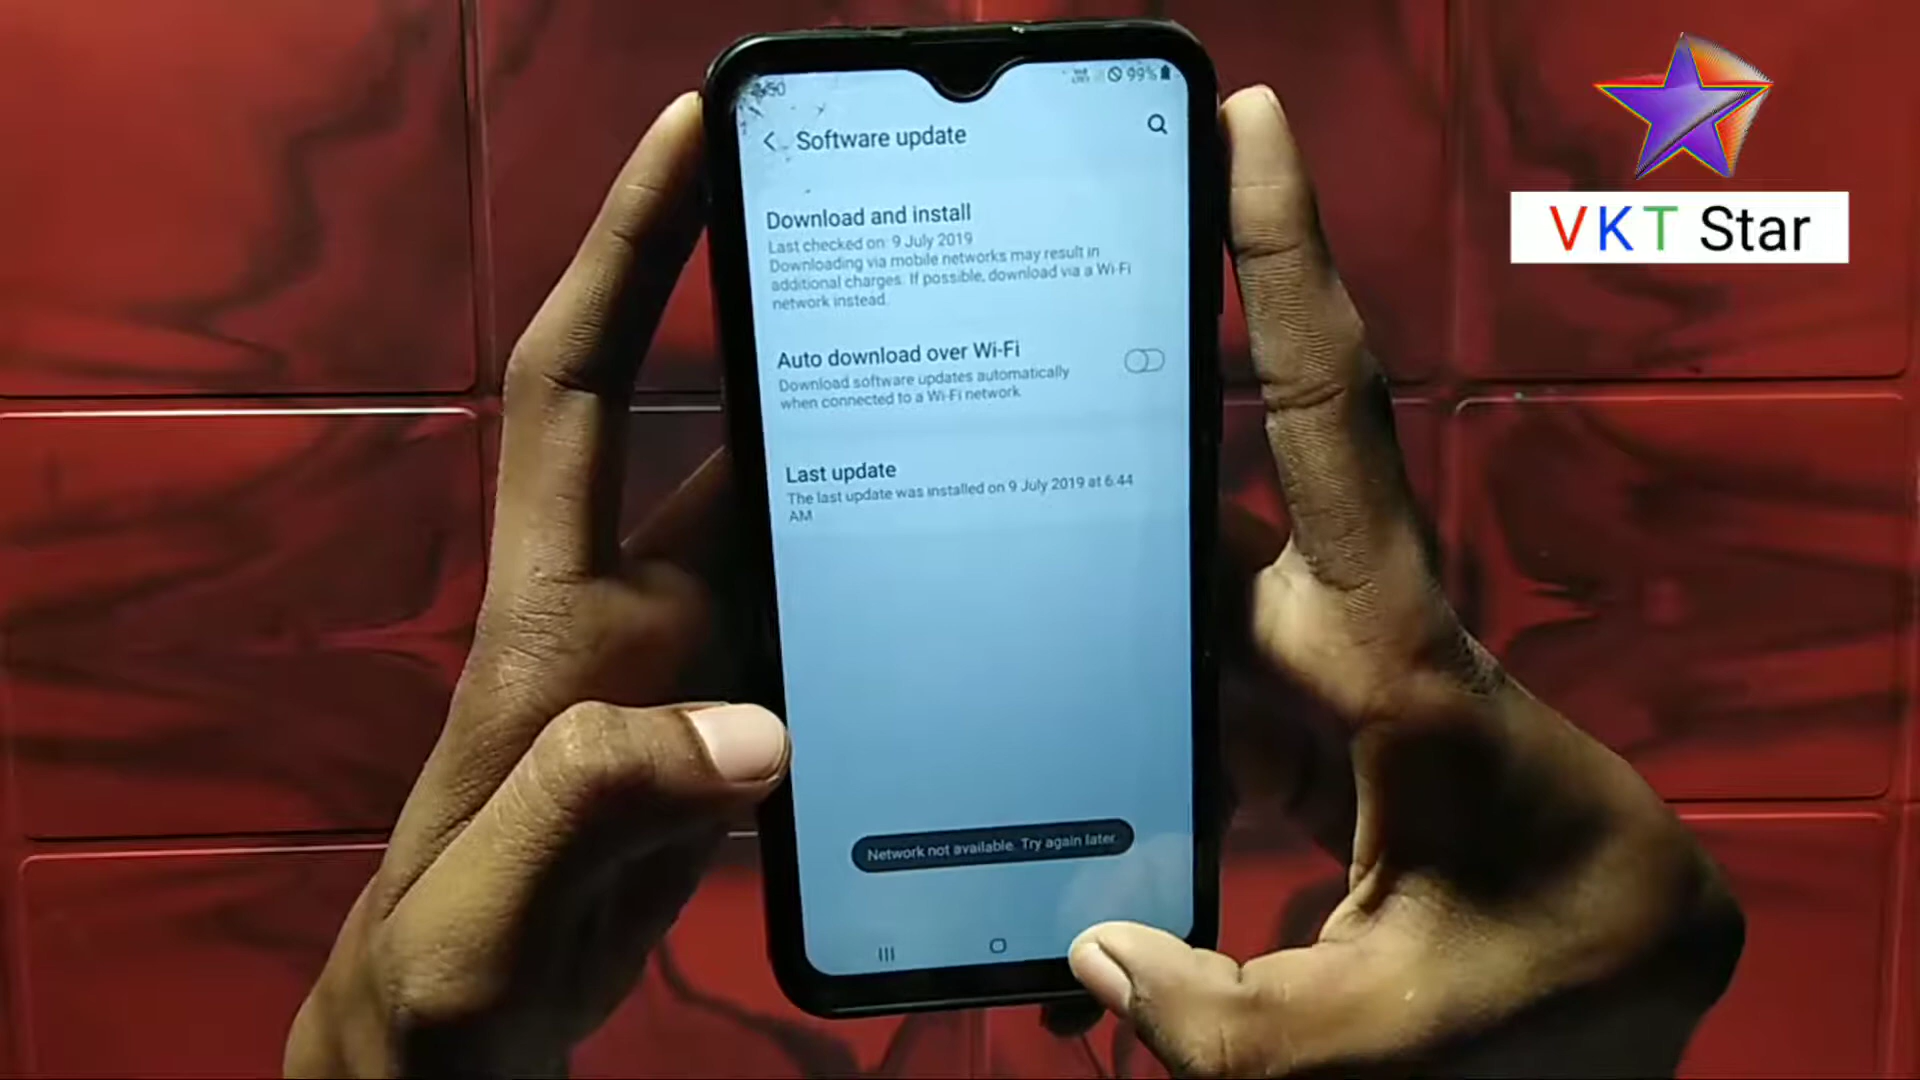 99%
Software update
Download and install
Last checked on: 9 July 2019
Downloading via mobile networks may result in
additional charges. If possible, download via a Wi-Fi
network instead.
Auto download over Wi-Fi
Download software updates automatically
when connected to a Wi-Fi network.
Last update
The last update was installed on 9 July 2019 at 6:44
AM
Network not available. Try again later.
VKT Star